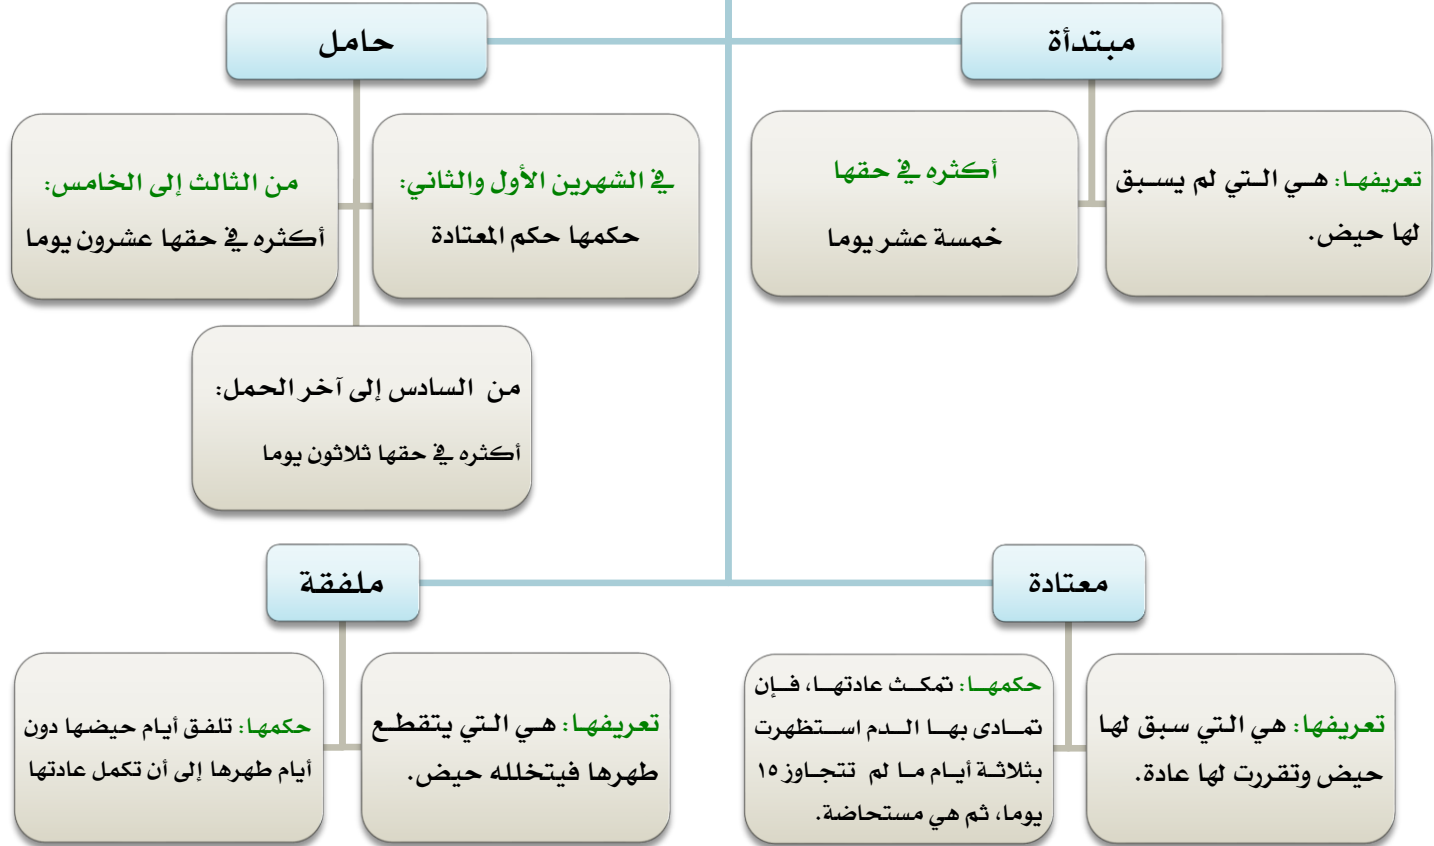 مبتدأة
حامل
تعريفها: هي التي لم يسبق
لها حيض.
أكثره في حقها
خمسة عشر يوما
في الشهرين الأول والثاني:
حكمها حكم المعتادة
من الثالث إلى الخامس:
أكثره في حقها عشرون يوما
من السادس إلى آخر الحمل:
أكثره في حقها ثلاثون يوما
معتادة
ملفقة
تعريفها: هي التي سبق لها
حيض وتقررت لها عادة.
حكمها: تمكث عادتها، فإن
تمادى بها الدم استظهرت
بثلاثة أيام ما لم تتجاوز ١٥
يوما، ثم هي مستحاضة.
تعريفها: هي التي يتقطع
طهرها فيتخلله حيض.
حكمها: تلفق أيام حيضها دون
أيام طهرها إلى أن تكمل عادتها